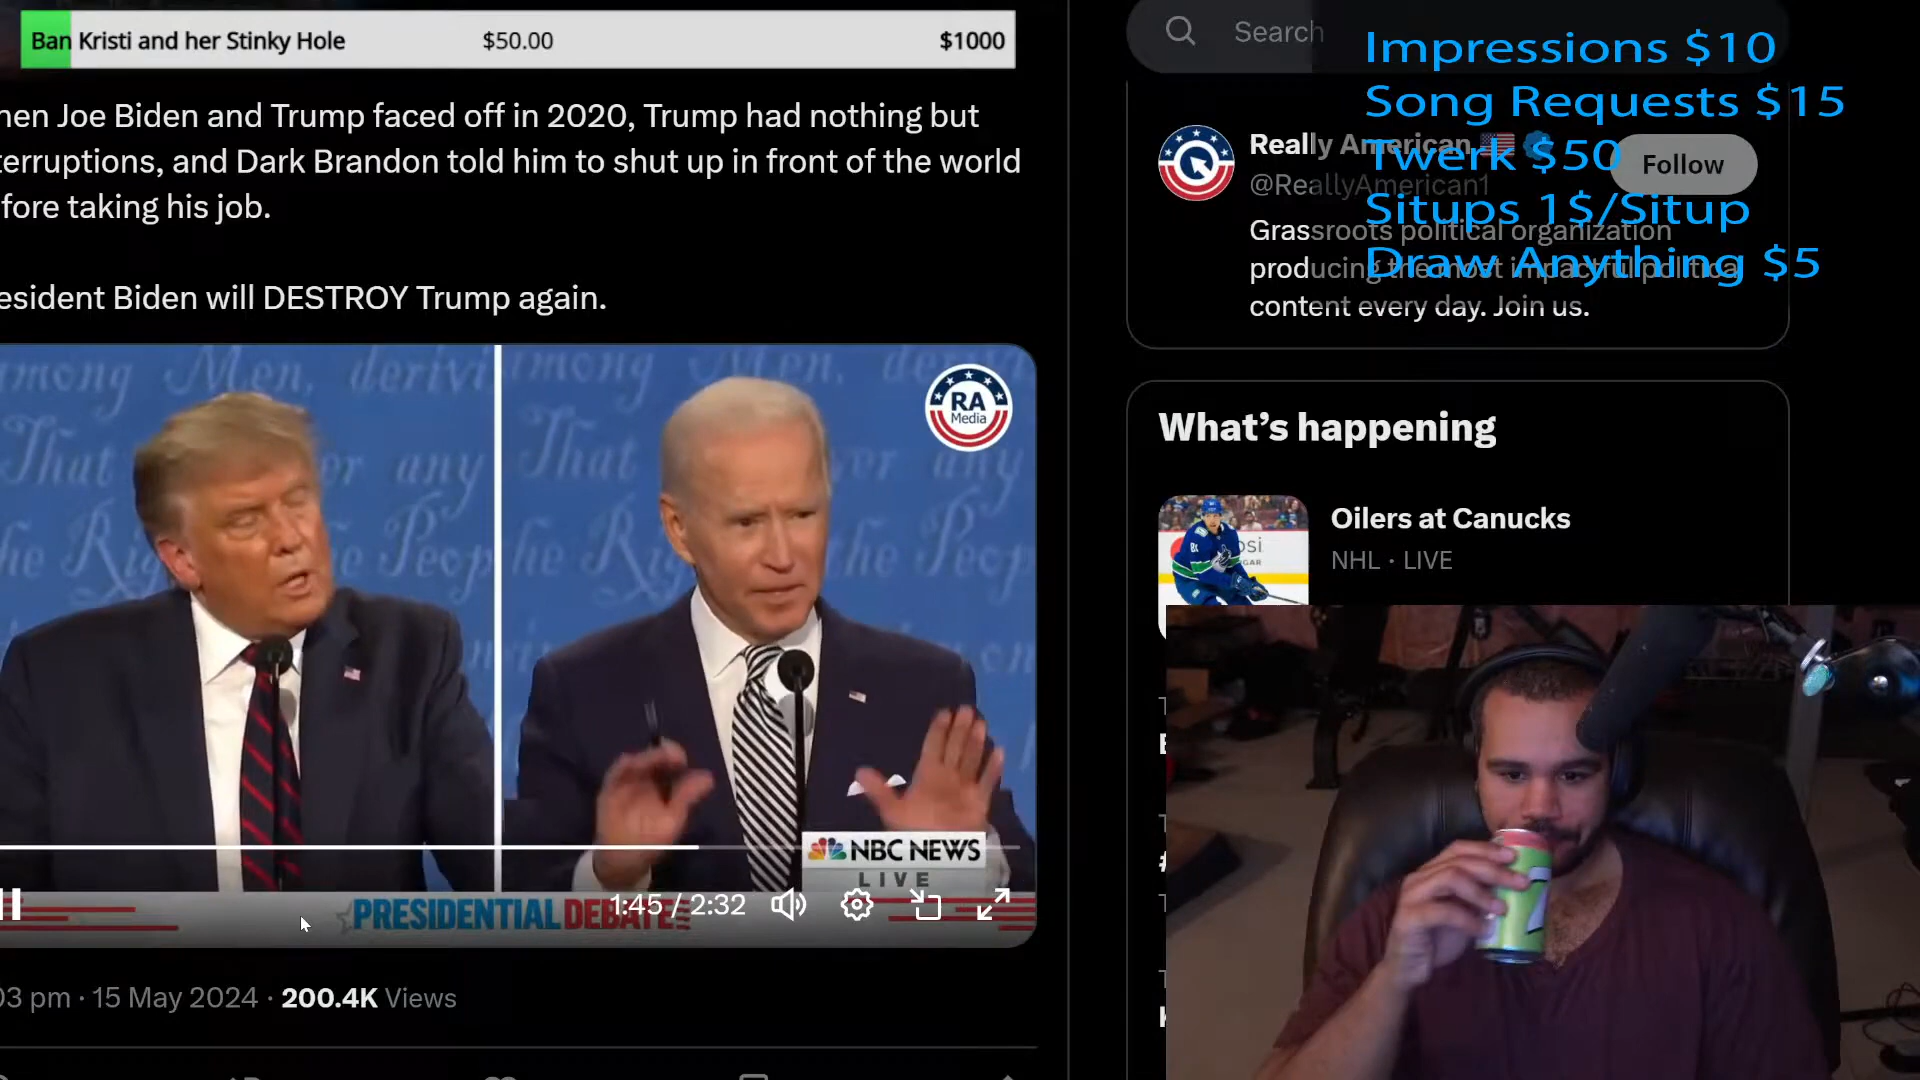 Ban Kristi and her Stinky Hole $50.00 $1000
hen Joe Biden and Trump faced off in 2020, Trump had nothing but
terruptions, and Dark Brandon told him to shut up in front of the world
fore taking his job.
esident Biden will DESTROY Trump again.
RA
Media
NBC NEWS
LIVE
1:45 / 2:32
PRESIDENTIAL DEBATE
03 pm · 15 May 2024 · 200.4K Views
Search
Impressions $10
Song Requests $15
Twerk $50
Situps 1$/Situp
Draw Anything $5
Really American
@ReallyAmerican1
Follow
Grassroots political organization
producing the most impactful political
content every day. Join us.
What's happening
Oilers at Canucks
NHL · LIVE